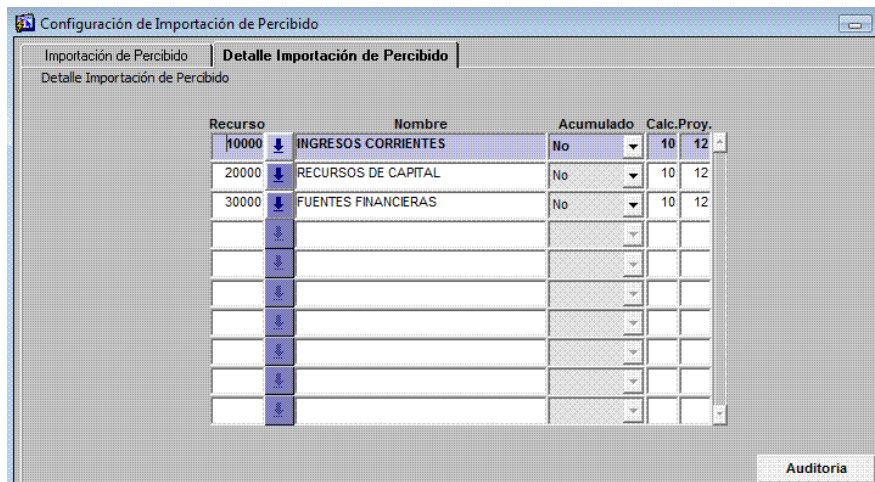 Configuración de Importación de Percibido
Importación de Percibido Detalle Importación de Percibido
Detalle Importación de Percibido
Recurso Nombre Acumulado Calc. Proy.
10000 INGRESOS CORRIENTES No 10 12
20000 RECURSOS DE CAPITAL No 10 12
30000 FUENTES FINANCIERAS No 10 12
Auditoria